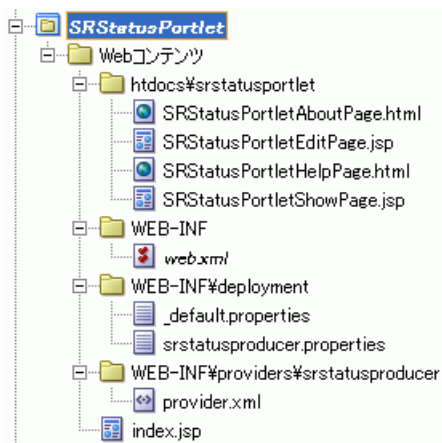 SRStatusPortlet
Webコンテンツ
htdocs¥srstatusportlet
SRStatusPortletAboutPage.html
SRStatusPortletEditPage.jsp
SRStatusPortletHelpPage.html
SRStatusPortletShowPage.jsp
WEB-INF
web.xml
WEB-INF¥deployment
_default.properties
srstatusproducer.properties
WEB-INF¥providers¥srstatusproducer
provider.xml
index.jsp